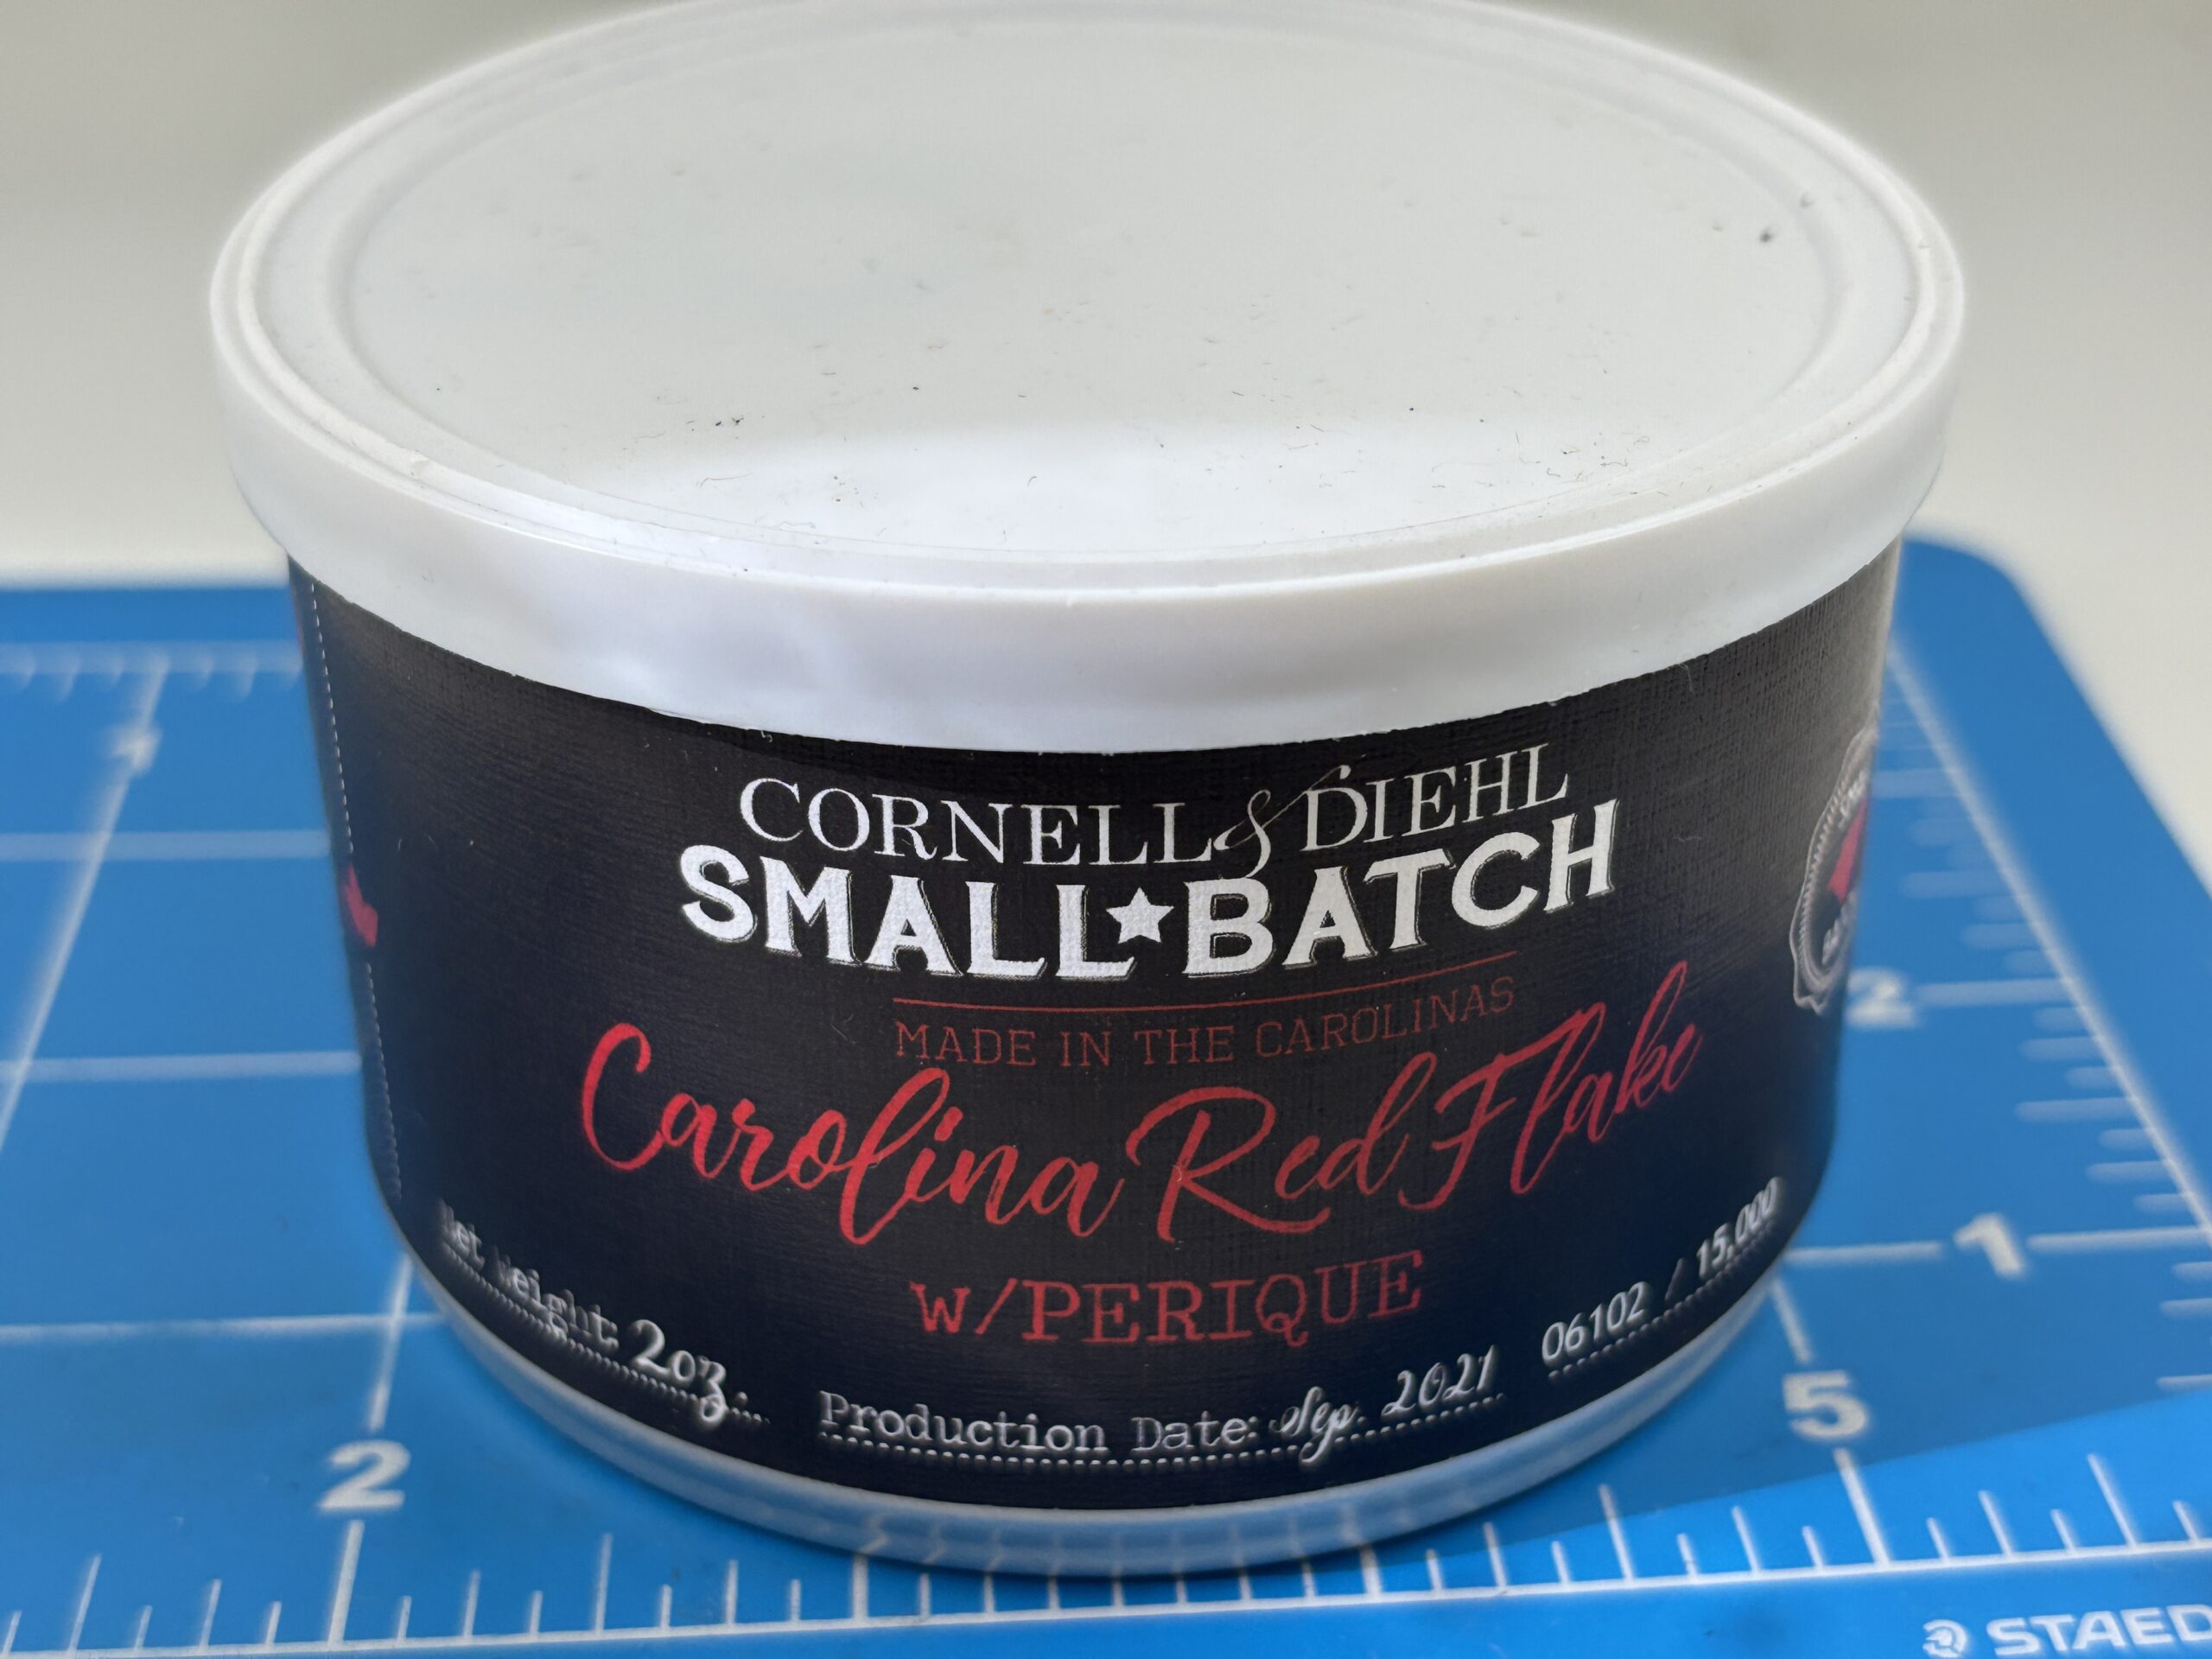 CORNELL & DIEHL
SMALL★BATCH
MADE IN THE CAROLINAS
Carolina Red Flake
W/PERIQUE
Net Weight: 2oz.
Production Date: Sep. 2021
06102 / 15,000
1
2
1
2
5
STAED